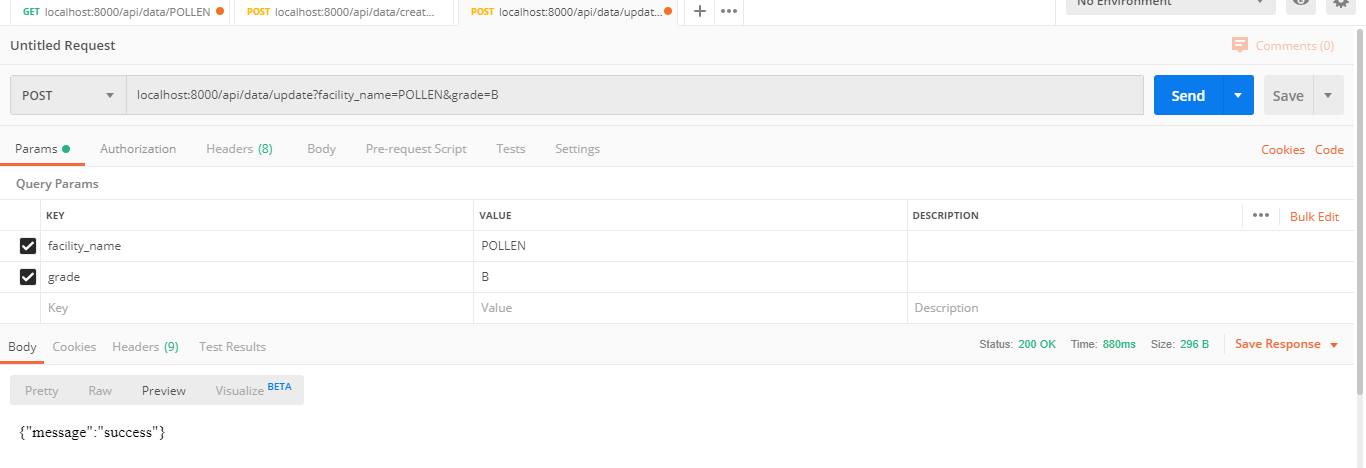 GET localhost:8000/api/data/POLLEN POST localhost:8000/api/data/creat... POST localhost:8000/api/data/updat... + ••• No Environment
Untitled Request Comments (0)
POST localhost:8000/api/data/update?facility_name=POLLEN&grade=B Send Save
Params Authorization Headers (8) Body Pre-request Script Tests Settings Cookies Code
Query Params
KEY VALUE DESCRIPTION ••• Bulk Edit
facility_name POLLEN
grade B
Key Value Description
Body Cookies Headers (9) Test Results Status: 200 OK Time: 880ms Size: 296 B Save Response
Pretty Raw Preview Visualize BETA
{"message":"success"}